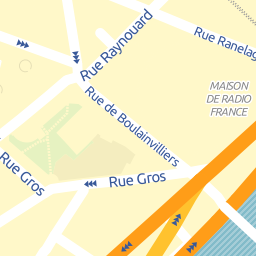 Rue Raynouard
Rue Ranelag
MAISON
DE RADIO
FRANCE
Rue de Boulainvilliers
Rue Gros
Rue Gros